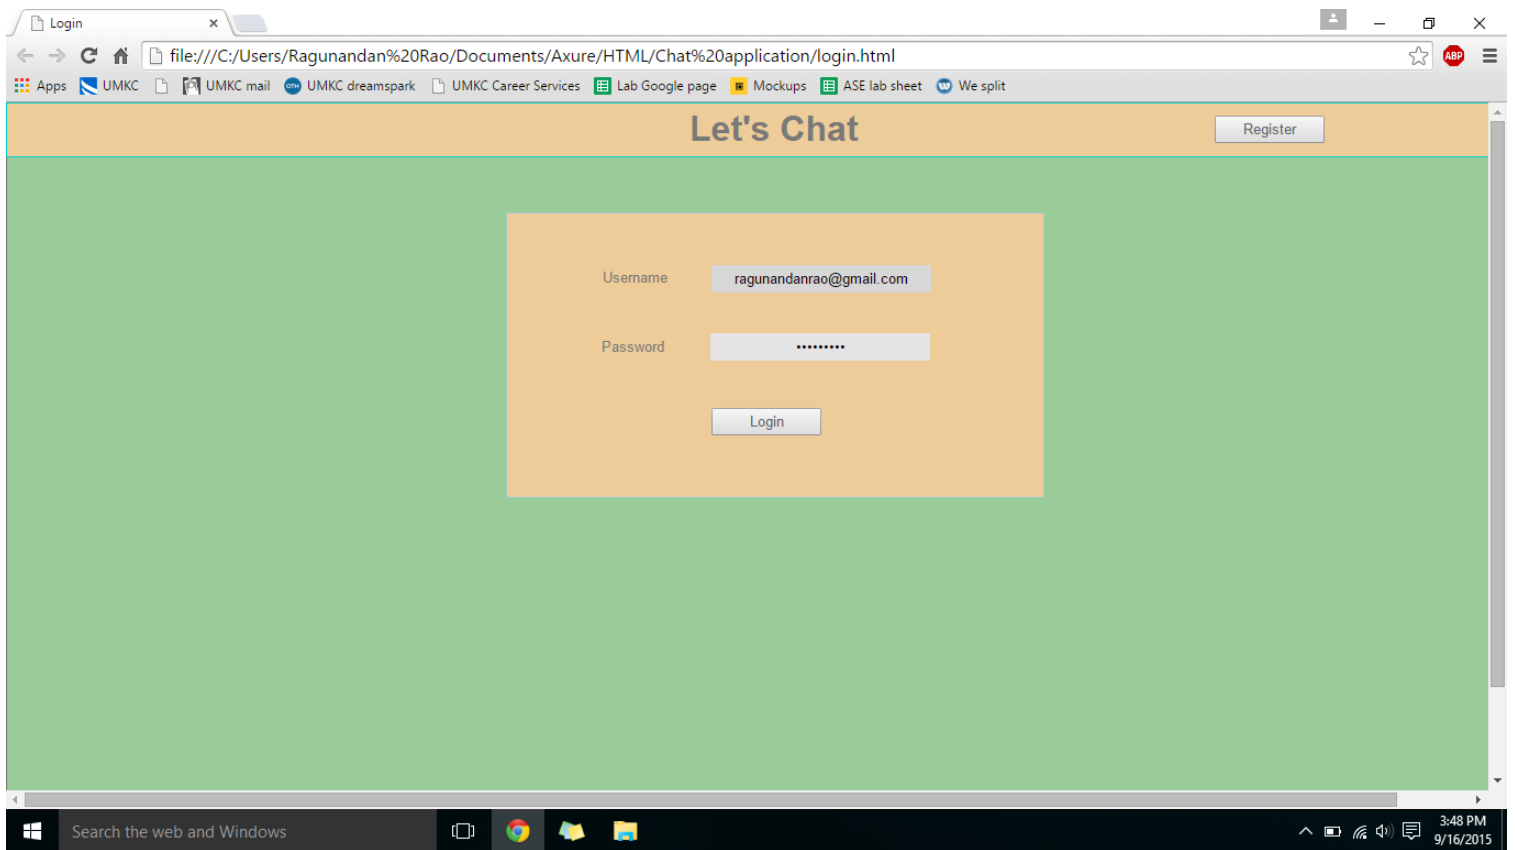 Login
file:///C:/Users/Ragunandan%20Rao/Documents/Axure/HTML/Chat%20application/login.html
ABP
Apps UMKC UMKC mail OTH UMKC dreamspark UMKC Career Services Lab Google page Mockups ASE lab sheet W We split
Let's Chat
Register
Username ragunandanrao@gmail.com
Password •••••••••
Login
Search the web and Windows
3:48 PM
9/16/2015